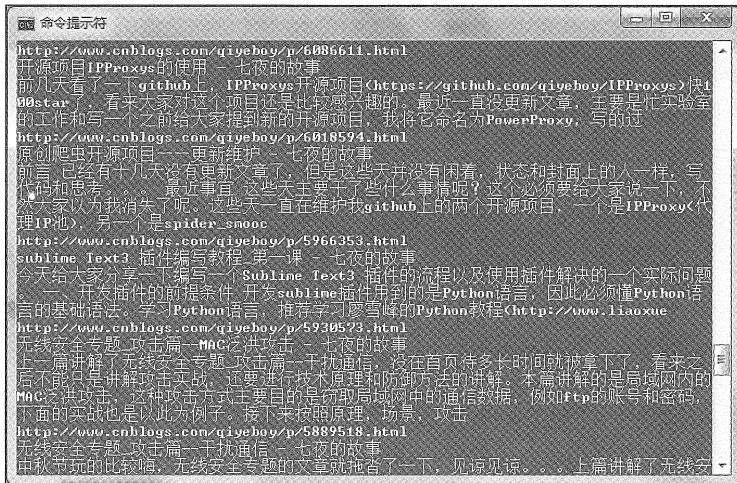 命令提示符
http://www.cnblogs.com/qiyeboy/p/6086611.html
开源项目IPProxys的使用 - 七夜的故事
前几天看了一下github上，IPProxys开源项目(https://github.com/qiyeboy/IPProxys)快1
00star了，看来大家对这个项目还是比较感兴趣的。最近一直没更新文章，主要是忙实验室
的工作和写一个之前给大家提到新的开源项目，我将它命名为PowerProxy，写的过
http://www.cnblogs.com/qiyeboy/p/6018594.html
原创爬虫开源项目——更新维护 - 七夜的故事
前言 已经有十几天没有更新文章了，但是这些天并没有闲着，状态和封面上的人一样，写
代码和思考。。。 最近事宜 这些天主要干了些什么事情呢？这个必须要给大家说一下，不
然大家以为我消失了呢。这些天一直在维护我github上的两个开源项目，一个是IPProxy(代
理IP池)，另一个是spider_smooc
http://www.cnblogs.com/qiyeboy/p/5966353.html
sublime Text3 插件编写教程_第一课 - 七夜的故事
今天给大家分享一下编写一个Sublime Text3 插件的流程以及使用插件解决的一个实际问题
。 一、开发插件的前提条件 开发sublime插件用到的是Python语言，因此必须懂Python语
言的基础语法。学习Python语言，推荐学习廖雪峰的Python教程(http://www.liaoxue
http://www.cnblogs.com/qiyeboy/p/5930573.html
无线安全专题_攻击篇--MAC泛洪攻击 - 七夜的故事
上一篇讲解了无线安全专题_攻击篇--干扰通信，没在首页待多长时间就被拿下了，看来之
后不能只是讲解攻击实战，还要进行技术原理和防御方法的讲解。本篇讲解的是局域网内的
MAC泛洪攻击，这种攻击方式主要目的是窃取局域网中的通信数据，例如ftp的账号和密码，
下面的实战也是以此为例子。接下来按照原理，场景，攻击
http://www.cnblogs.com/qiyeboy/p/5889518.html
无线安全专题_攻击篇--干扰通信 - 七夜的故事
中秋节玩的比较嗨，无线安全专题的文章就拖沓了一下，见谅见谅。。。上篇讲解了无线安